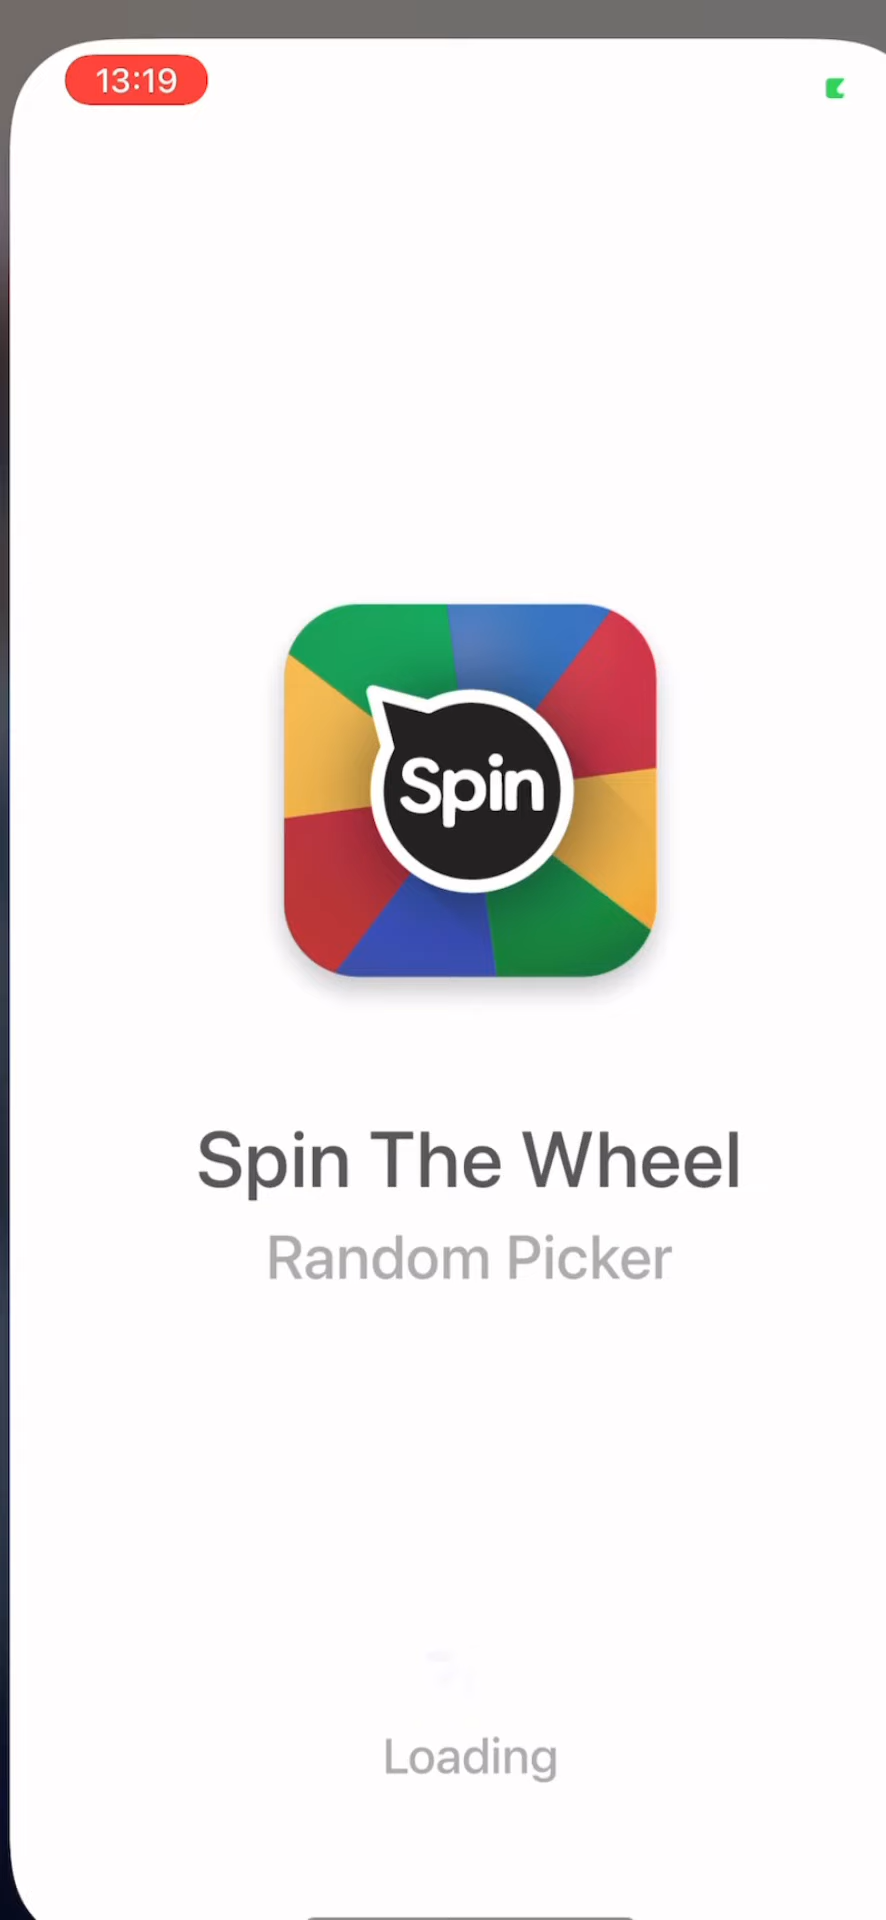 13:19
Spin
Spin The Wheel
Random Picker
Loading